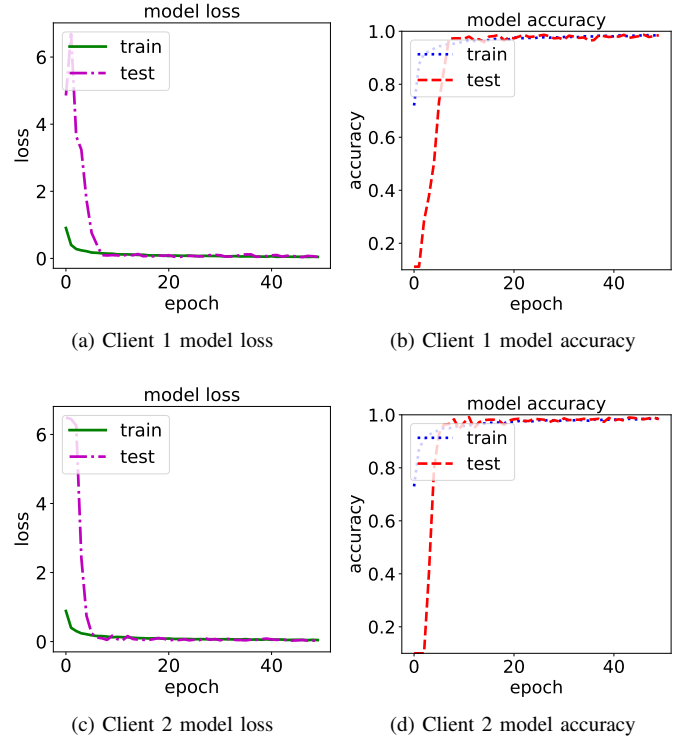 model loss
6
4
2
0
loss
train
test
0
20
40
epoch
(a) Client 1 model loss
model accuracy
1.0
0.8
0.6
0.4
0.2
accuracy
train
test
0
20
40
epoch
(b) Client 1 model accuracy
model loss
6
4
2
0
loss
train
test
0
20
40
epoch
(c) Client 2 model loss
model accuracy
1.0
0.8
0.6
0.4
0.2
accuracy
train
test
0
20
40
epoch
(d) Client 2 model accuracy